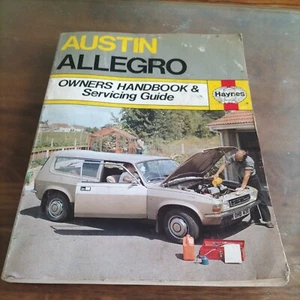 AUSTIN
ALLEGRO
OWNERS HANDBOOK &
Servicing Guide
Haynes